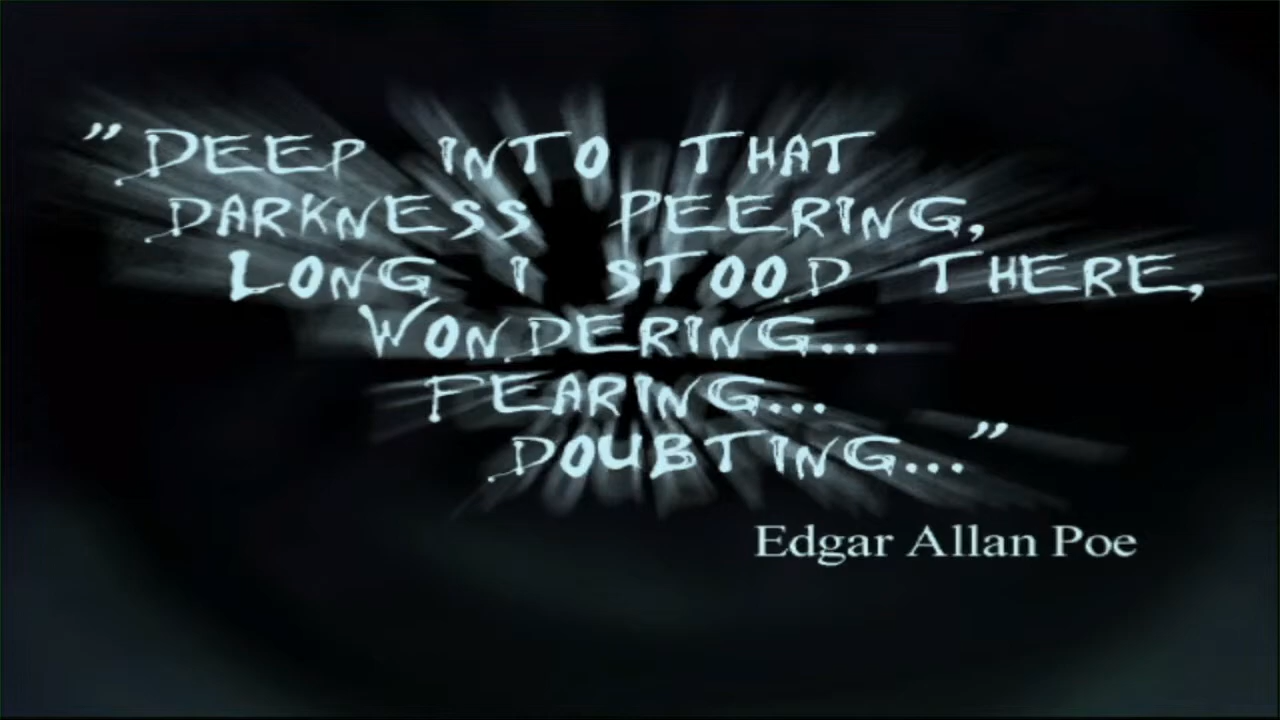 ”DEEP INTO THAT
DARKNESS PEERING,
LONG I STOOD THERE,
WONDERING...
FEARING...
DOUBTING...”
Edgar Allan Poe